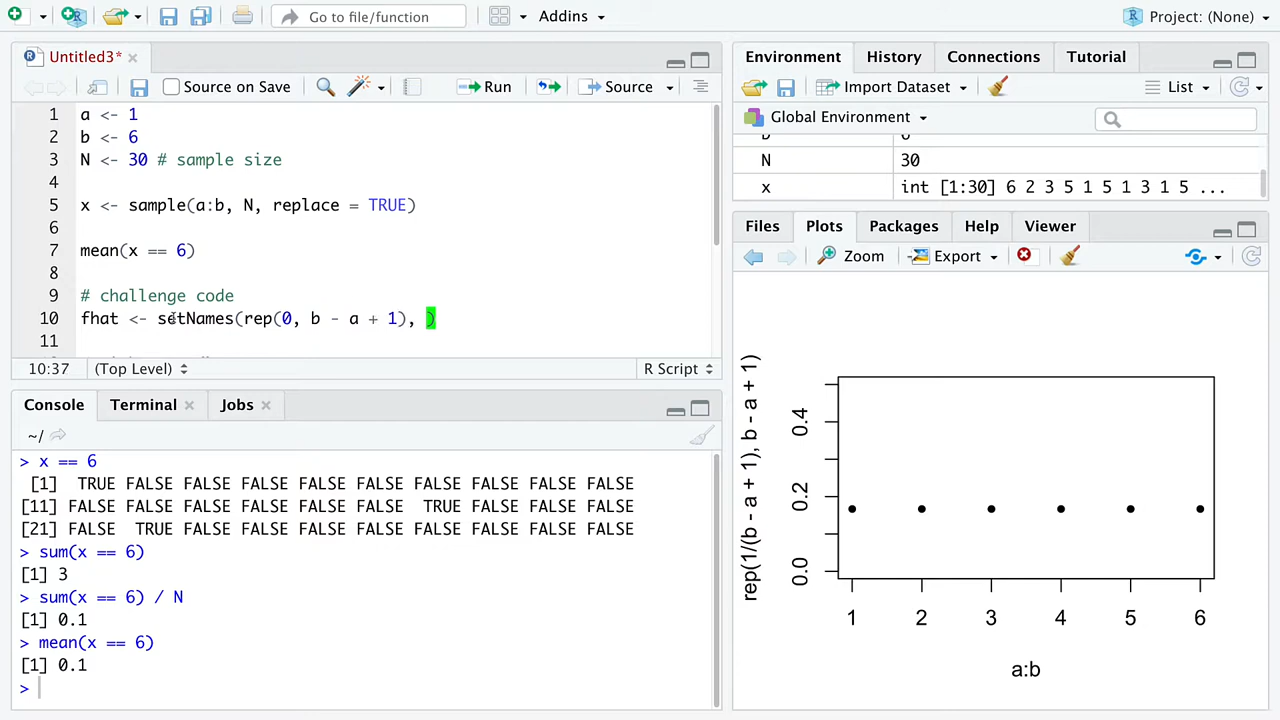 Go to file/function
Addins
Project: (None)
Untitled3*
Source on Save
Run
Source
1 a <- 1
2 b <- 6
3 N <- 30 # sample size
4
5 x <- sample(a:b, N, replace = TRUE)
6
7 mean(x == 6)
8
9 # challenge code
10 fhat <- setNames(rep(0, b - a + 1), )
11
10:37 (Top Level) R Script
Console Terminal Jobs
~/
> x == 6
[1] TRUE FALSE FALSE FALSE FALSE FALSE FALSE FALSE FALSE FALSE
[11] FALSE FALSE FALSE FALSE FALSE FALSE TRUE FALSE FALSE FALSE
[21] FALSE TRUE FALSE FALSE FALSE FALSE FALSE FALSE FALSE FALSE
> sum(x == 6)
[1] 3
> sum(x == 6) / N
[1] 0.1
> mean(x == 6)
[1] 0.1
>
Environment History Connections Tutorial
Import Dataset
List
Global Environment
N 30
x int [1:30] 6 2 3 5 1 5 1 3 1 5 ...
Files Plots Packages Help Viewer
Zoom Export
rep(1/(b - a + 1), b - a + 1)
0.4
0.2
0.0
1 2 3 4 5 6
a:b